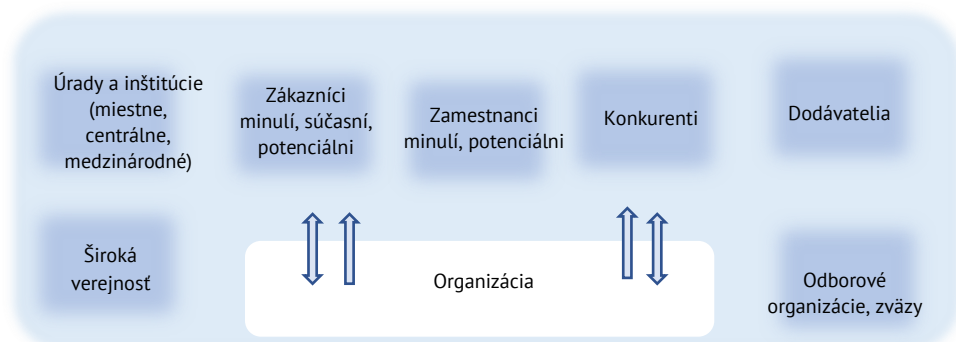 Úrady a inštitúcie
(miestne,
centrálne,
medzinárodné)
Zákazníci
minulí, súčasní,
potenciálni
Zamestnanci
minulí, potenciálni
Konkurenti
Dodávatelia
Široká
verejnosť
Organizácia
Odborové
organizácie, zväzy